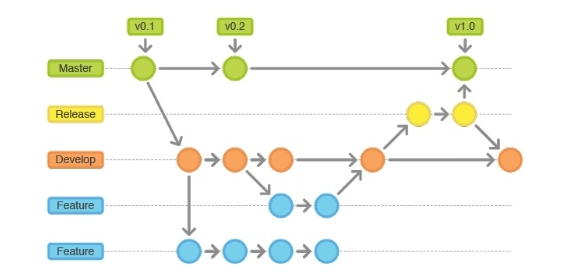 v0.1
v0.2
v1.0
Master
Release
Develop
Feature
Feature